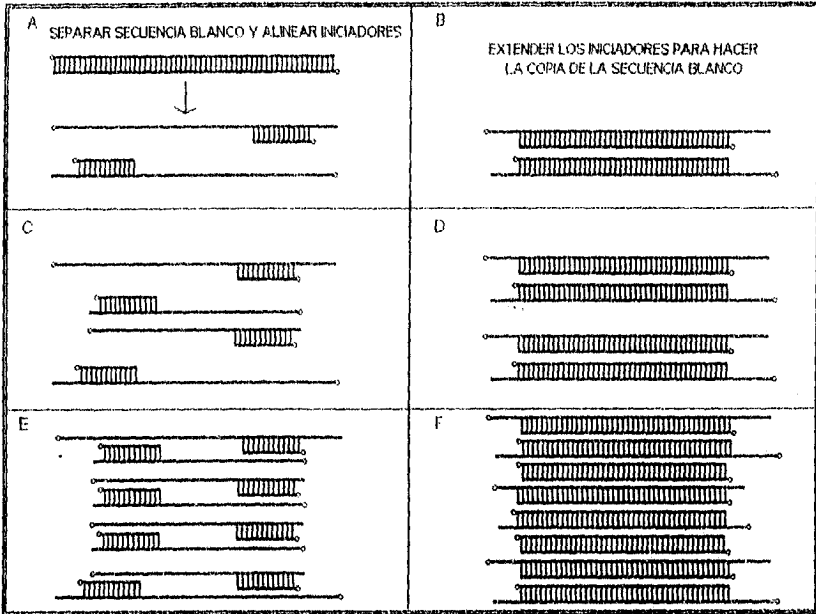 A
SEPARAR SECUENCIA BLANCO Y ALINEAR INICIADORES
B
EXTENDER LOS INICIADORES PARA HACER
LA COPIA DE LA SECUENCIA BLANCO
C
D
E
F